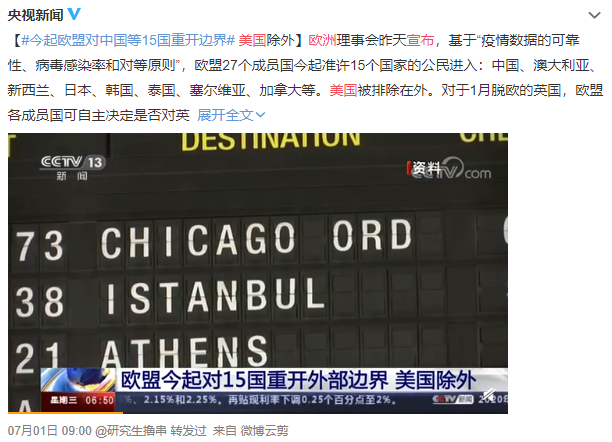 央视新闻
【#今起欧盟对中国等15国重开边界# 美国除外】欧洲理事会昨天宣布，基于“疫情数据的可靠
性、病毒感染率和对等原则”，欧盟27个成员国今起准许15个国家的公民进入：中国、澳大利亚、
新西兰、日本、韩国、泰国、塞尔维亚、加拿大等。美国被排除在外。对于1月脱欧的英国，欧盟
各成员国可自主决定是否对英 展开全文
DESTINATION
CCTV 13
新闻
资料
CCTV.com
73 CHICAGO ORD
38 ISTANBUL
21 ATHENS
欧盟今起对15国重开外部边界 美国除外
星期三 06:50
、2.15%和2.25%。再贴现利率下调0.25个百分点至2%。
CCTV 新闻
07月01日 09:00 @研究生擒串 转发过 来自 微博云剪